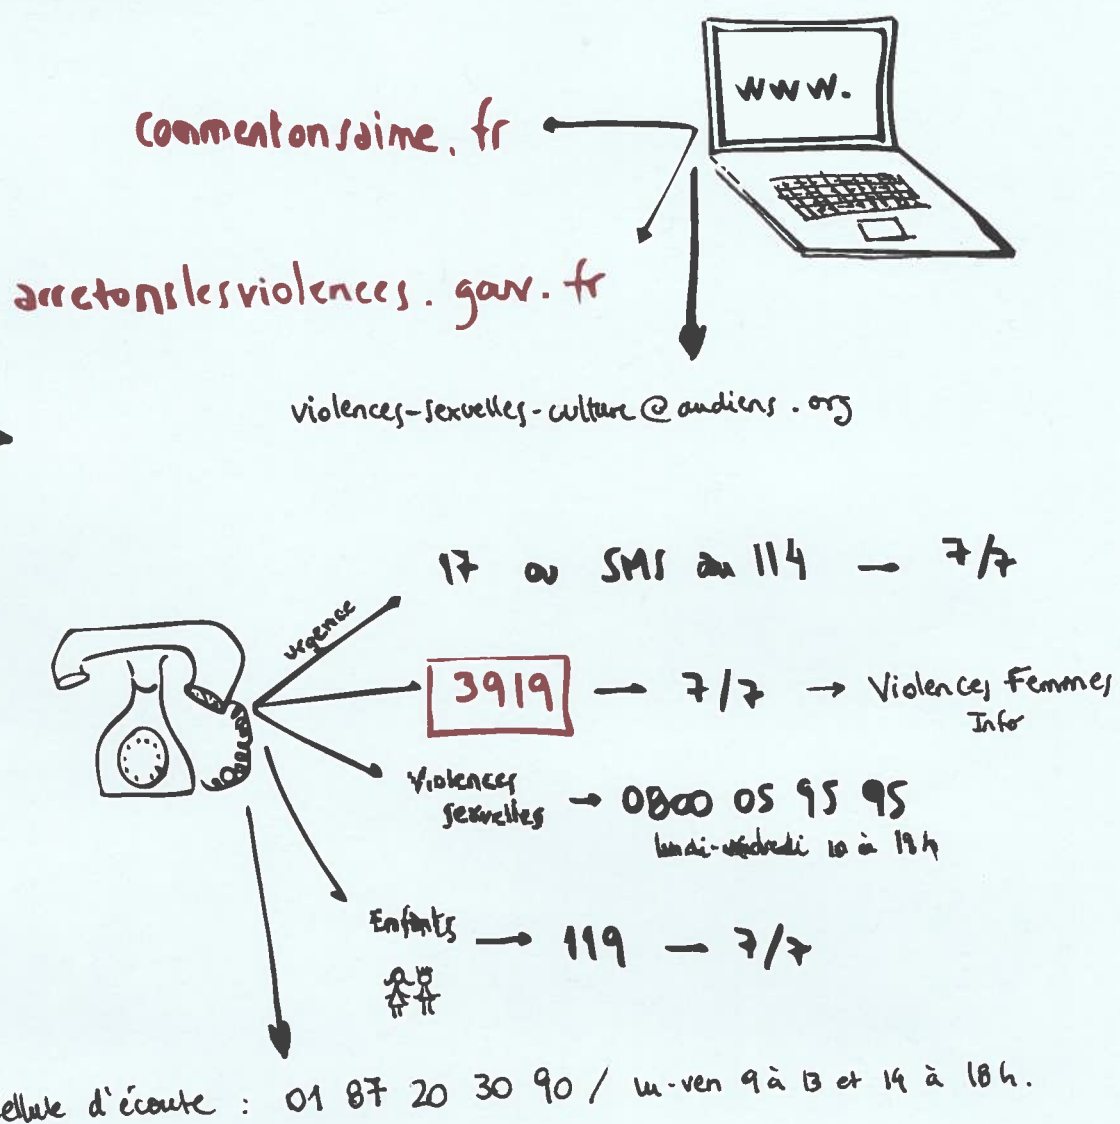 www.
commentonsaime.fr
arretonslesviolences.gouv.fr
violences-sexuelles-culture@audiens.org
17 ou SMS au 114 → 7/7
urgence
3919 → 7/7 → Violences Femmes
Info
Violences
sexuelles → 0800 05 95 95
lundi-vendredi 10 à 19h
Enfants → 119 → 7/7
ellule d'écoute : 01 87 20 30 90 / lu-ven 9 à 13 et 14 à 18h.